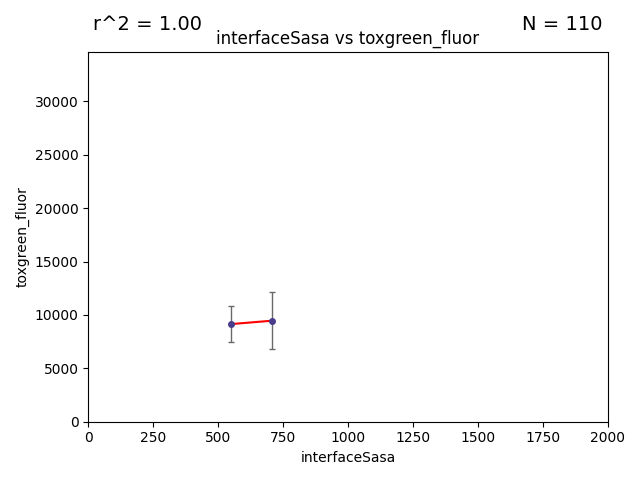 r^2 = 1.00
N = 110
interfaceSasa vs toxgreen_fluor
30000
25000
20000
15000
10000
5000
0
toxgreen_fluor
0 250 500 750 1000 1250 1500 1750 2000
interfaceSasa